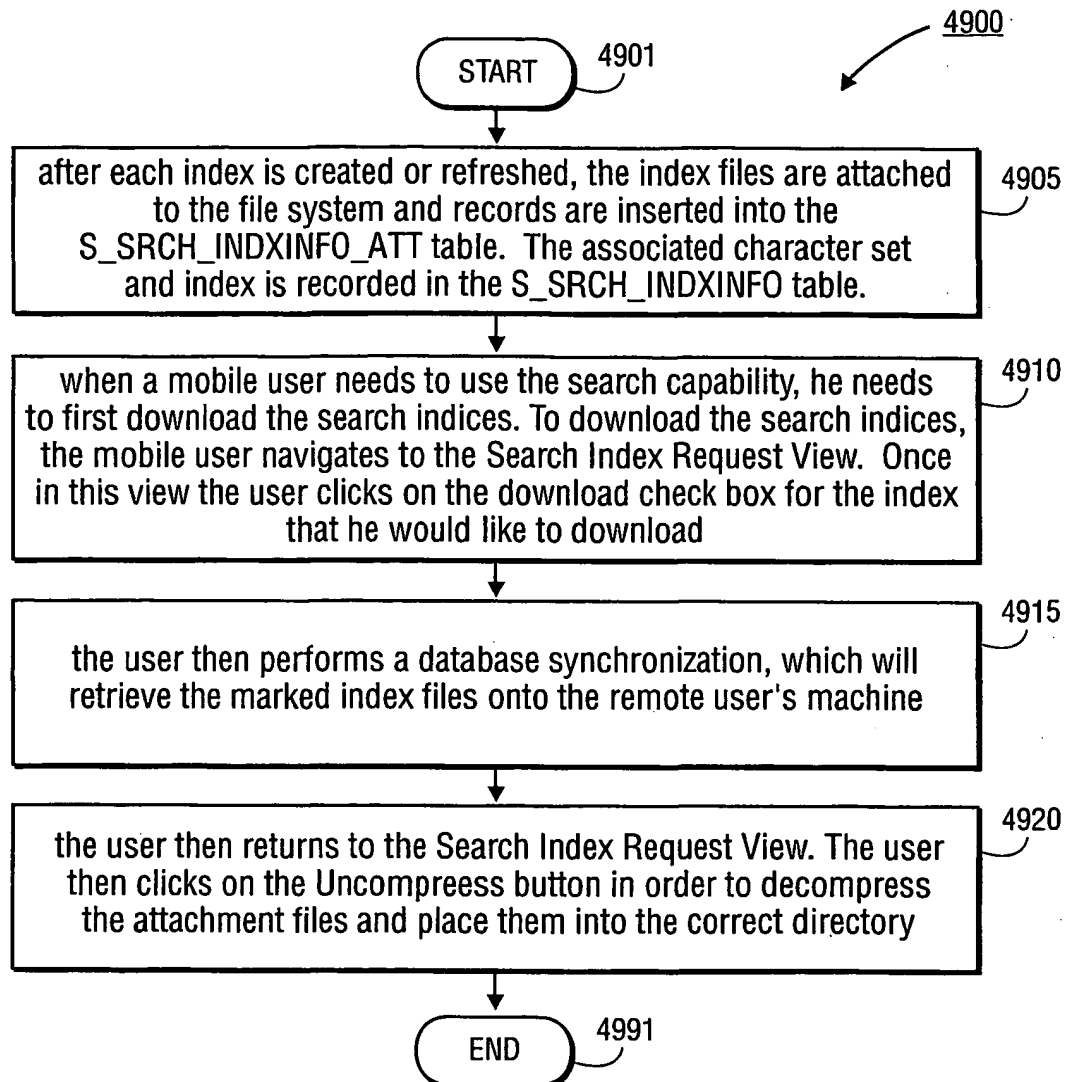 4900
START
4901
after each index is created or refreshed, the index files are attached
to the file system and records are inserted into the
S_SRCH_INDXINFO_ATT table. The associated character set
and index is recorded in the S_SRCH_INDXINFO table.
4905
when a mobile user needs to use the search capability, he needs
to first download the search indices. To download the search indices,
the mobile user navigates to the Search Index Request View. Once
in this view the user clicks on the download check box for the index
that he would like to download
4910
the user then performs a database synchronization, which will
retrieve the marked index files onto the remote user's machine
4915
the user then returns to the Search Index Request View. The user
then clicks on the Uncompreess button in order to decompress
the attachment files and place them into the correct directory
4920
END
4991